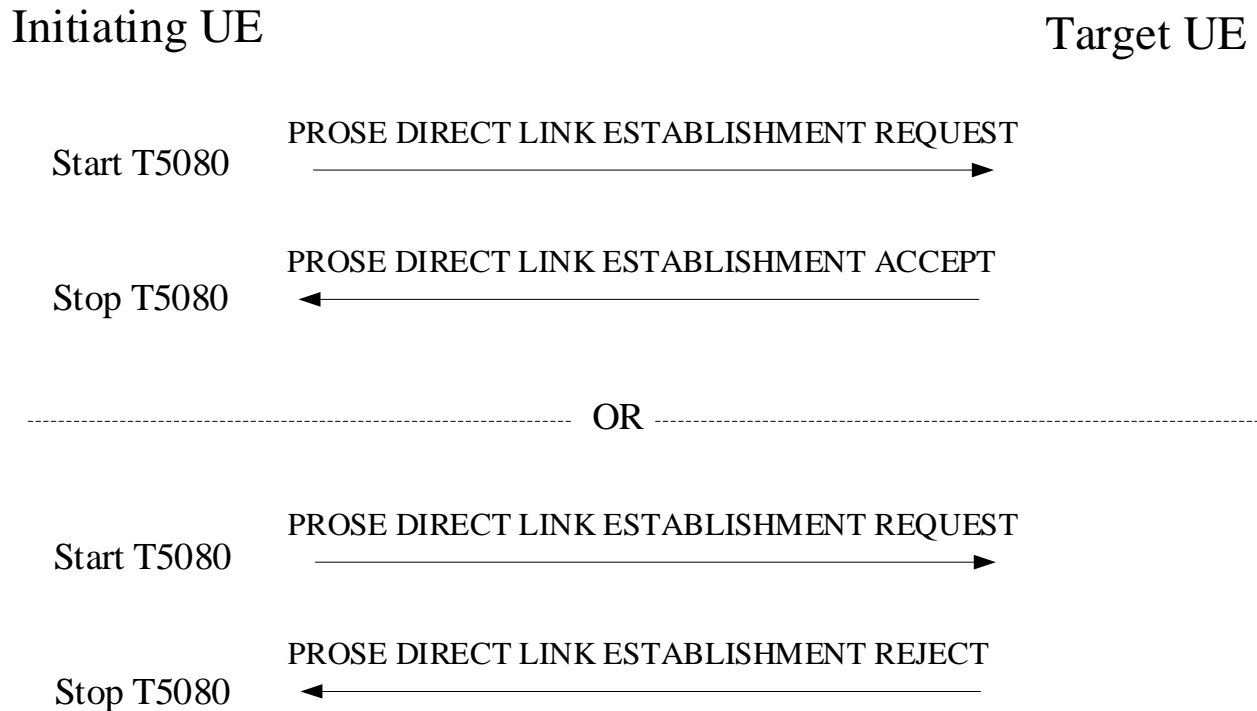 Initiating UE
Target UE
PROSE DIRECT LINK ESTABLISHMENT REQUEST
Start T5080
PROSE DIRECT LINK ESTABLISHMENT ACCEPT
Stop T5080
OR
PROSE DIRECT LINK ESTABLISHMENT REQUEST
Start T5080
PROSE DIRECT LINK ESTABLISHMENT REJECT
Stop T5080